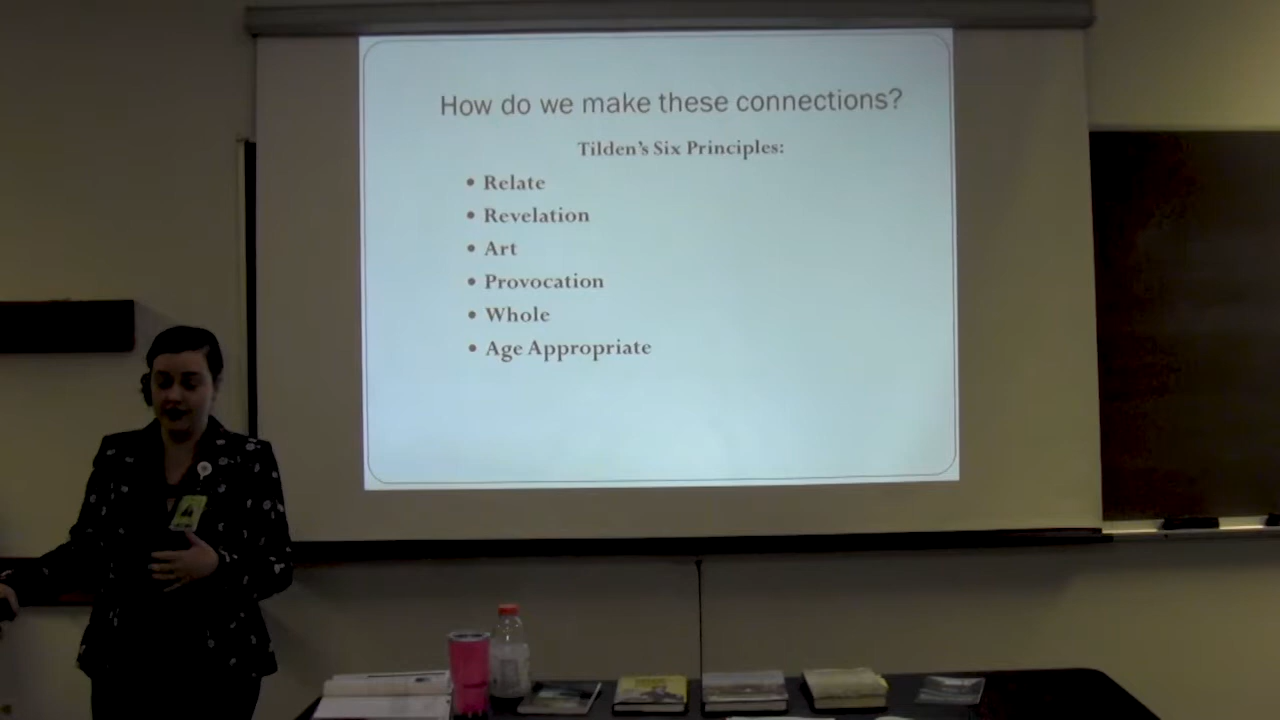 How do we make these connections?
Tilden's Six Principles:
• Relate
• Revelation
• Art
• Provocation
• Whole
• Age Appropriate